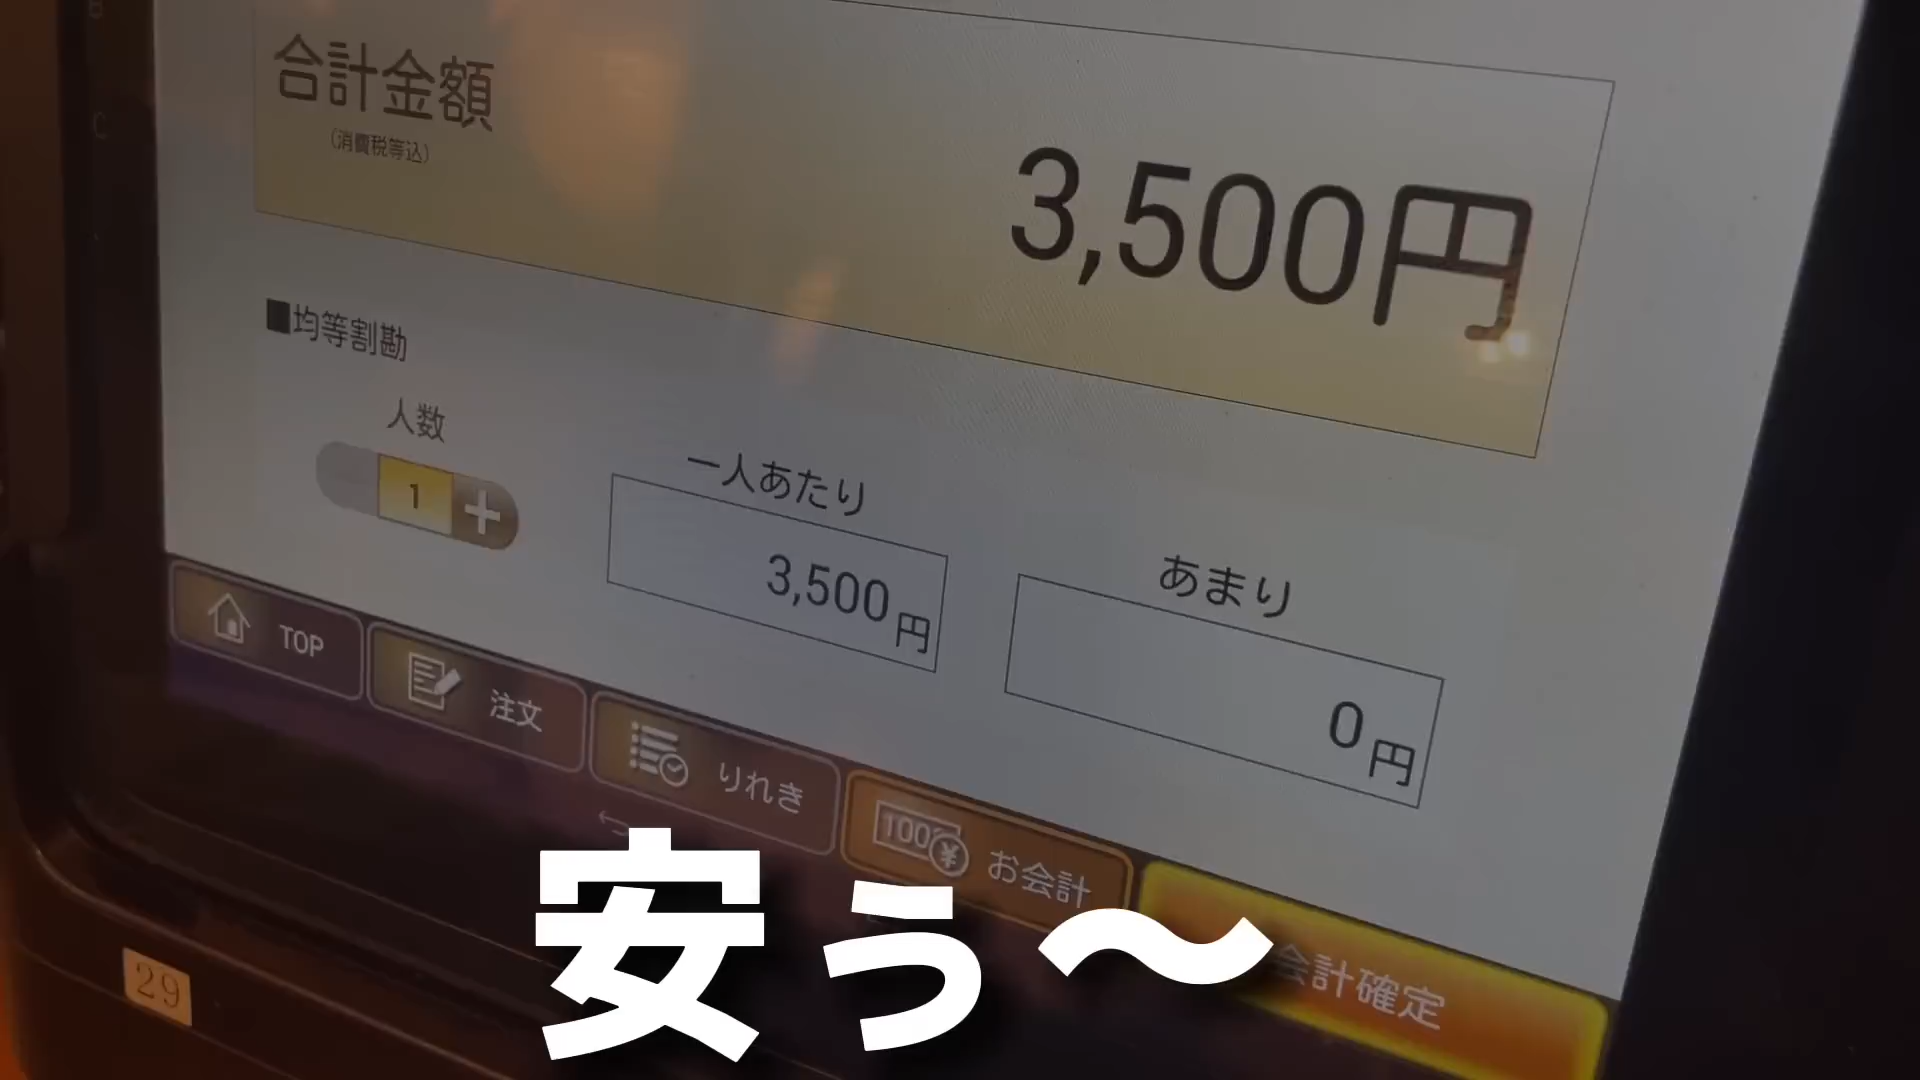 合計金額
(消費税等込)
3,500円
■均等割勘
人数
1 +
一人あたり
3,500円
あまり
0円
TOP
注文
りれき
お会計
会計確定
安ぅ〜
29